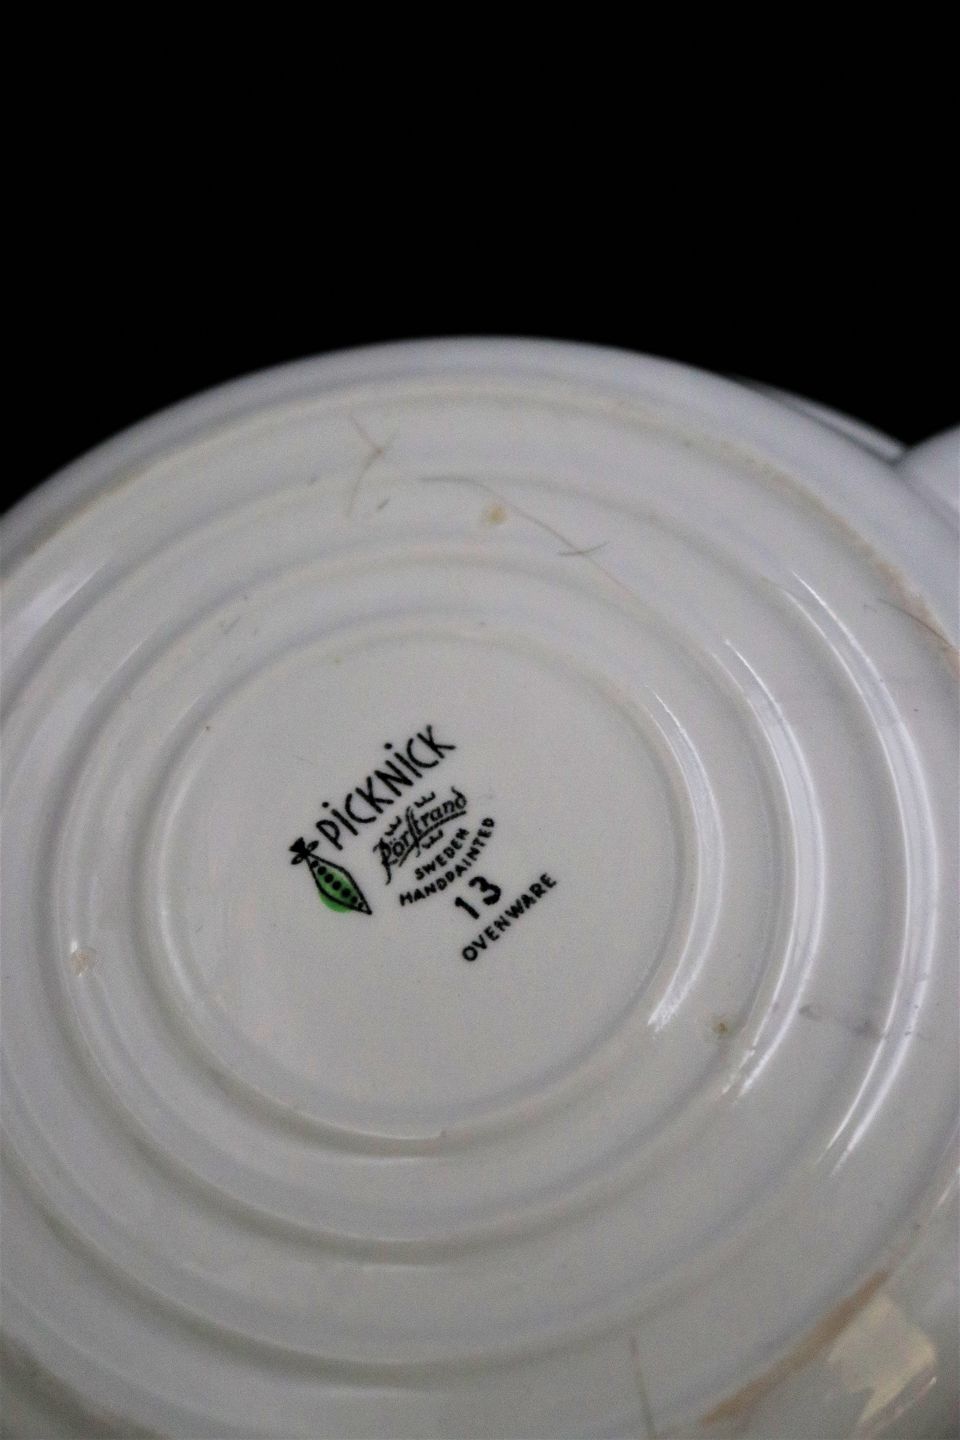 PiCKNiCK
Rörstrand
SWEDEN
HANDPAINTED
13
OVENWARE